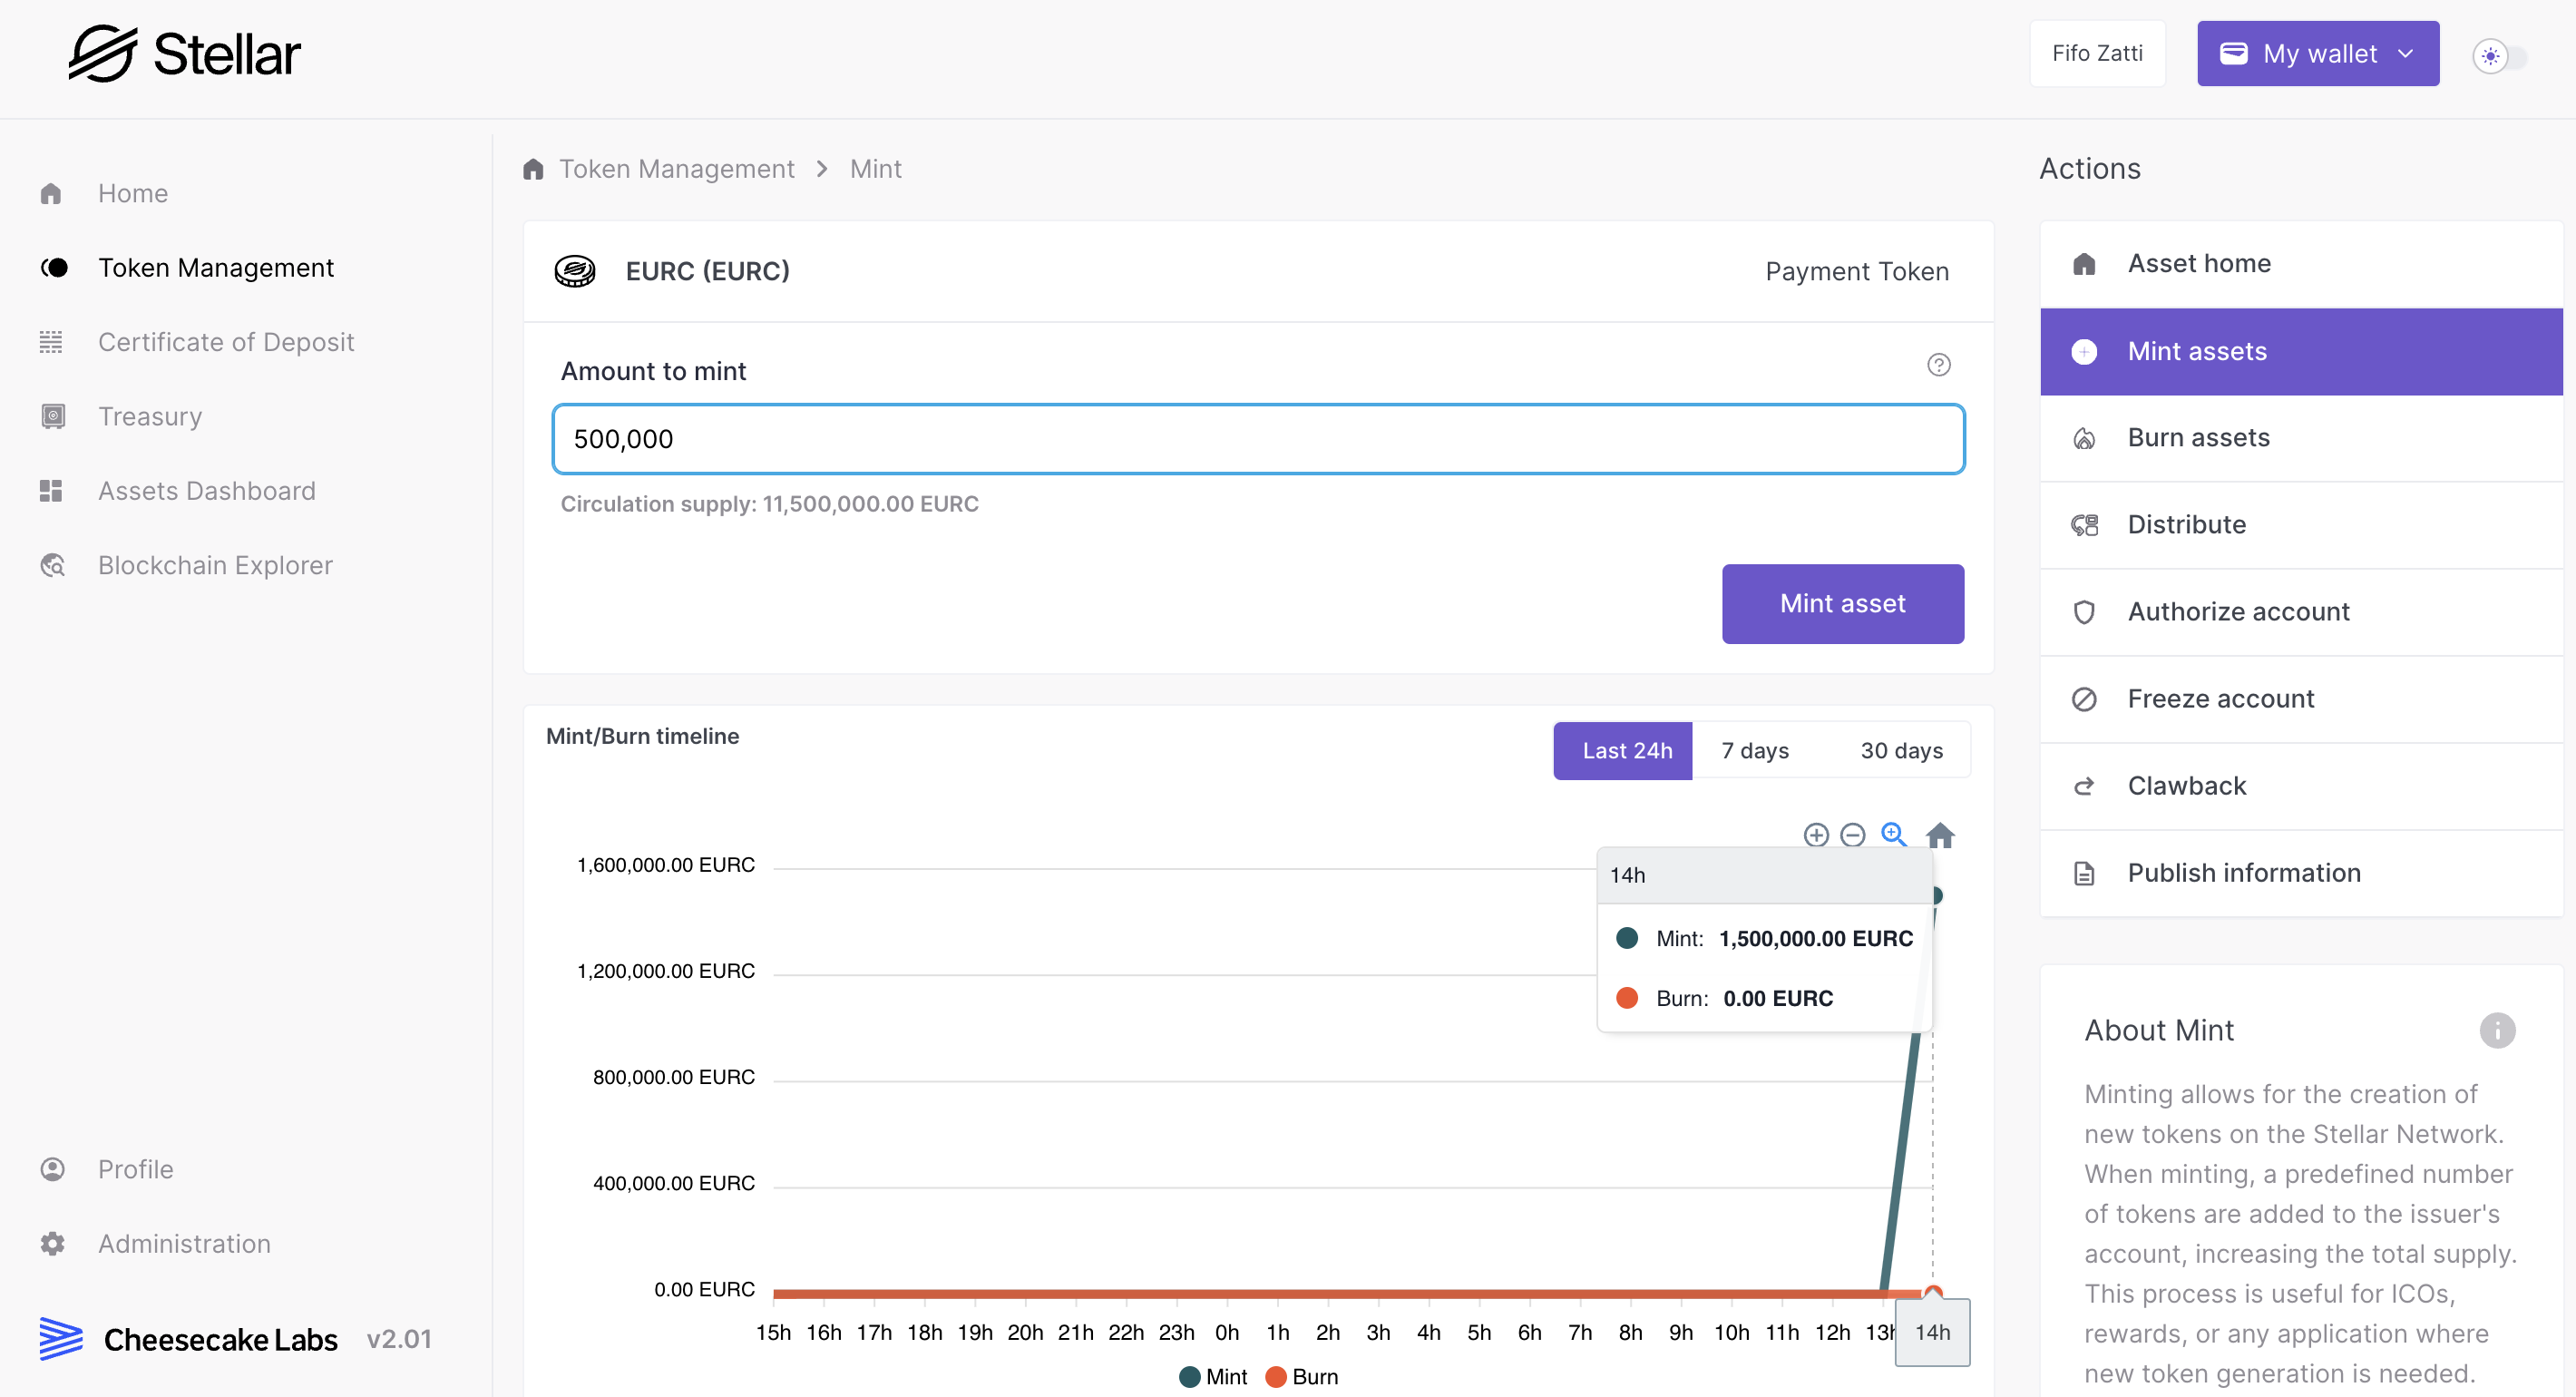 Stellar
Fifo Zatti
My wallet
Home
Token Management
Certificate of Deposit
Treasury
Assets Dashboard
Blockchain Explorer
Profile
Administration
Cheesecake Labs v2.01
Token Management > Mint
EURC (EURC)
Payment Token
Amount to mint
500,000
Circulation supply: 11,500,000.00 EURC
Mint asset
Mint/Burn timeline
Last 24h
7 days
30 days
1,600,000.00 EURC
1,200,000.00 EURC
800,000.00 EURC
400,000.00 EURC
0.00 EURC
14h
Mint: 1,500,000.00 EURC
Burn: 0.00 EURC
15h 16h 17h 18h 19h 20h 21h 22h 23h 0h 1h 2h 3h 4h 5h 6h 7h 8h 9h 10h 11h 12h 13h 14h
Mint Burn
Actions
Asset home
Mint assets
Burn assets
Distribute
Authorize account
Freeze account
Clawback
Publish information
About Mint
Minting allows for the creation of
new tokens on the Stellar Network.
When minting, a predefined number
of tokens are added to the issuer's
account, increasing the total supply.
This process is useful for ICOs,
rewards, or any application where
new token generation is needed.